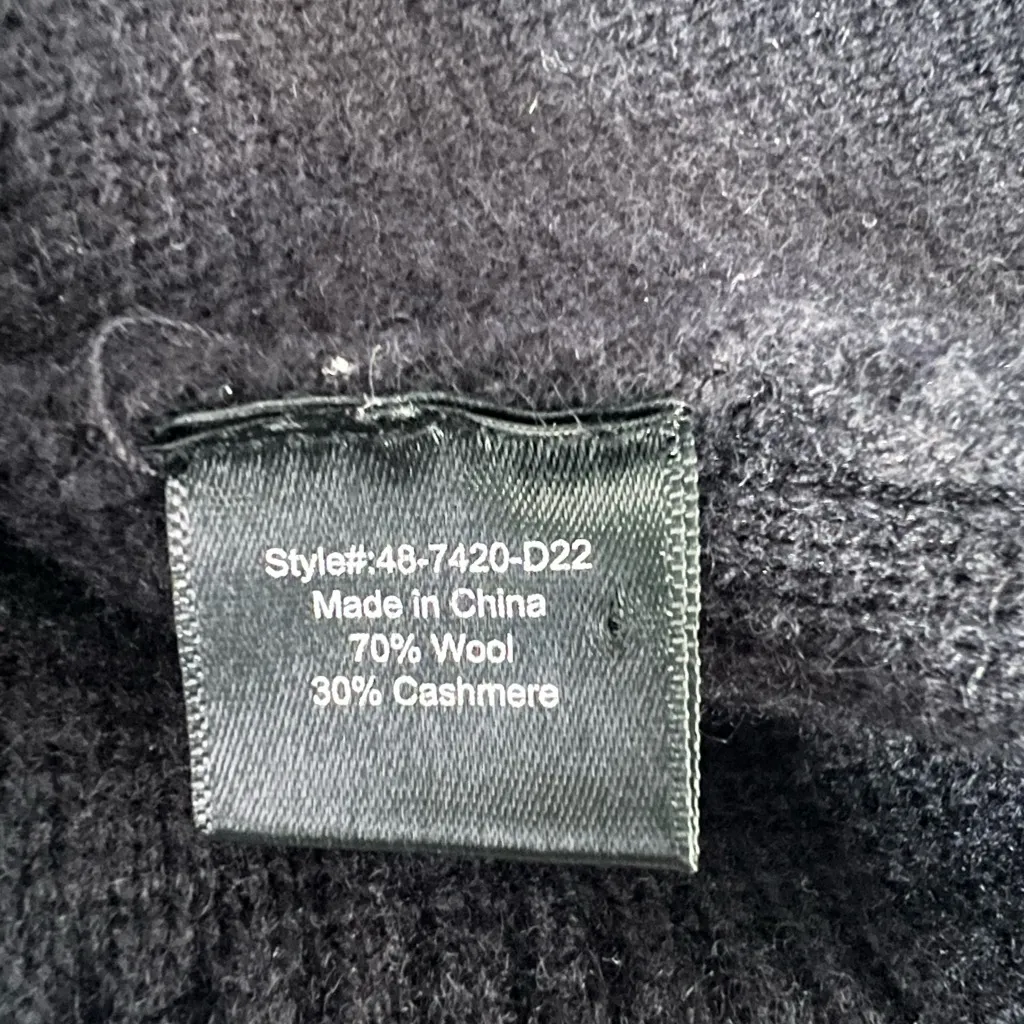 Style#:48-7420-D22
Made in China
70% Wool
30% Cashmere